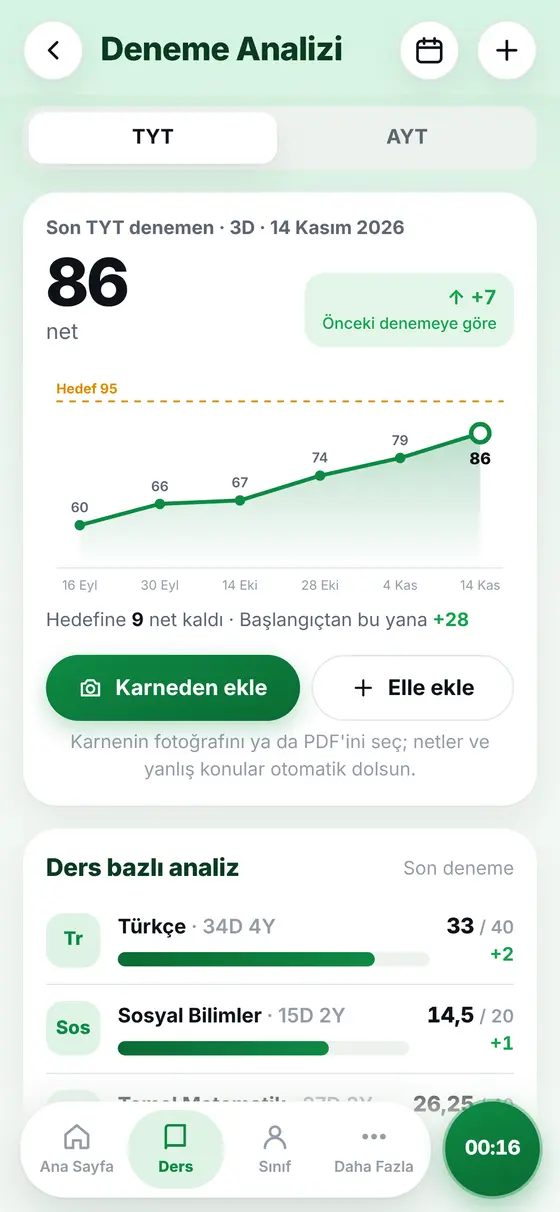 Deneme Analizi
TYT
AYT
Son TYT denemen · 3D · 14 Kasım 2026
86
net
↑ +7
Önceki denemeye göre
Hedef 95
60
66
67
74
79
86
16 Eyl
30 Eyl
14 Eki
28 Eki
4 Kas
14 Kas
Hedefine 9 net kaldı · Başlangıçtan bu yana +28
Karneden ekle
Elle ekle
Karnenin fotoğrafını ya da PDF'ini seç; netler ve
yanlış konular otomatik dolsun.
Ders bazlı analiz
Son deneme
Tr
Türkçe · 34D 4Y
33 / 40
+2
Sos
Sosyal Bilimler · 15D 2Y
14,5 / 20
+1
Temel Matematik
26,25
Ana Sayfa
Ders
Sınıf
Daha Fazla
00:16